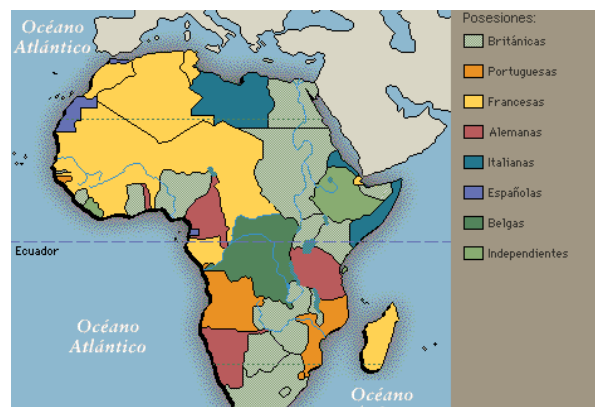 Océano
Atlántico
Posesiones:
Británicas
Portuguesas
Francesas
Alemanas
Italianas
Españolas
Belgas
Independientes
Ecuador
Océano
Atlántico
Océano